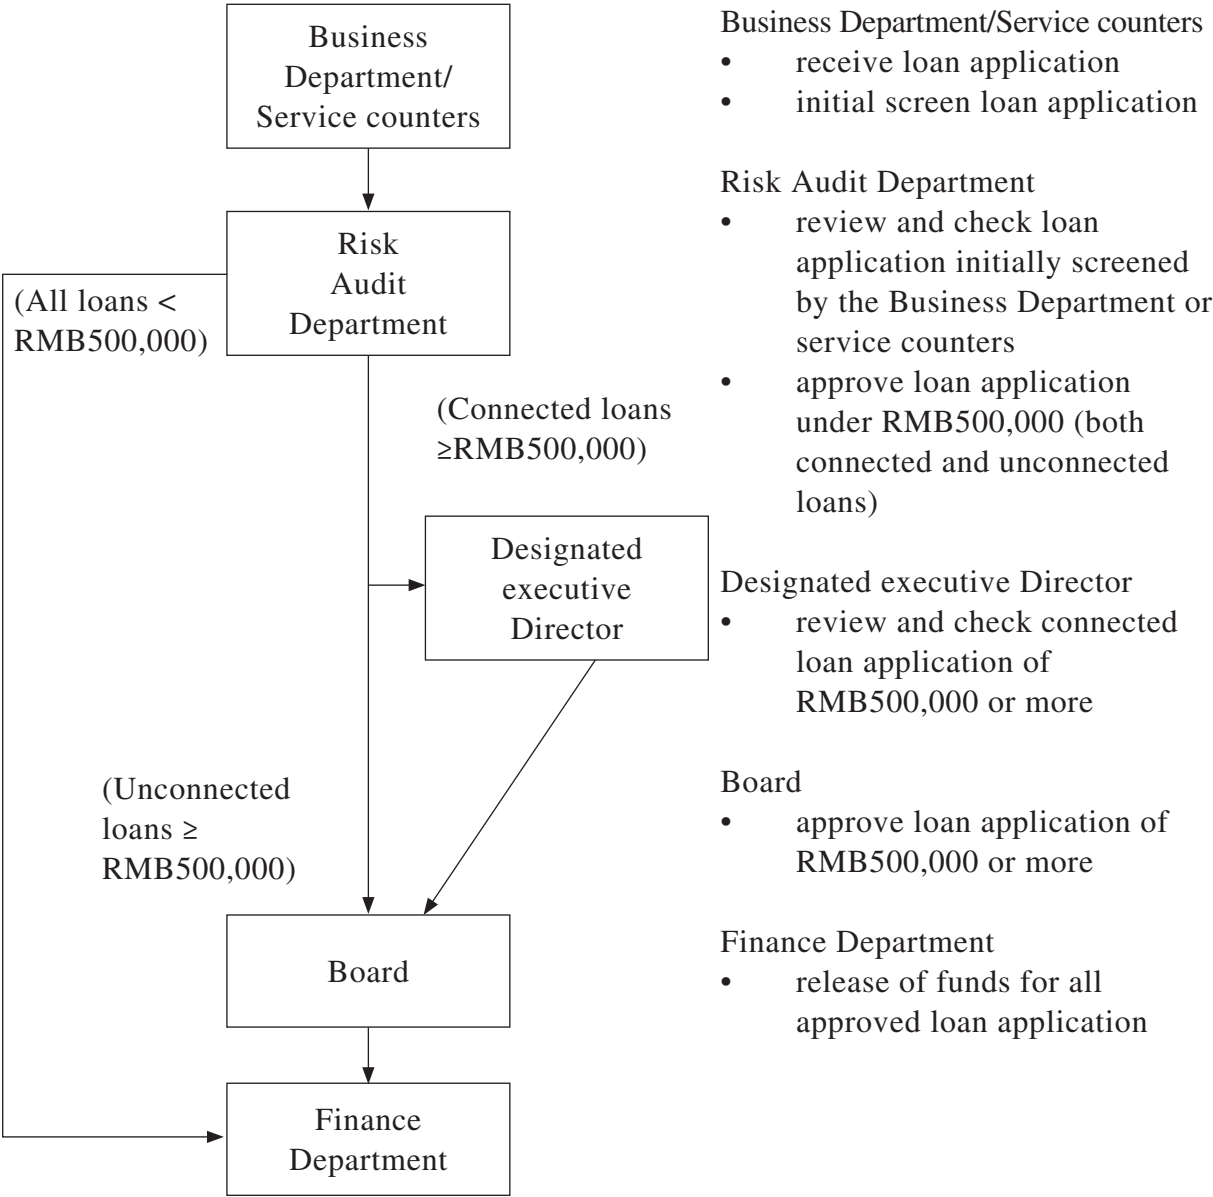 Business
Department/
Service counters
Risk
Audit
Department
(All loans <
RMB500,000)
(Connected loans
≥RMB500,000)
Designated
executive
Director
(Unconnected
loans ≥
RMB500,000)
Board
Finance
Department
Business Department/Service counters
• receive loan application
• initial screen loan application
Risk Audit Department
• review and check loan
application initially screened
by the Business Department or
service counters
• approve loan application
under RMB500,000 (both
connected and unconnected
loans)
Designated executive Director
• review and check connected
loan application of
RMB500,000 or more
Board
• approve loan application of
RMB500,000 or more
Finance Department
• release of funds for all
approved loan application